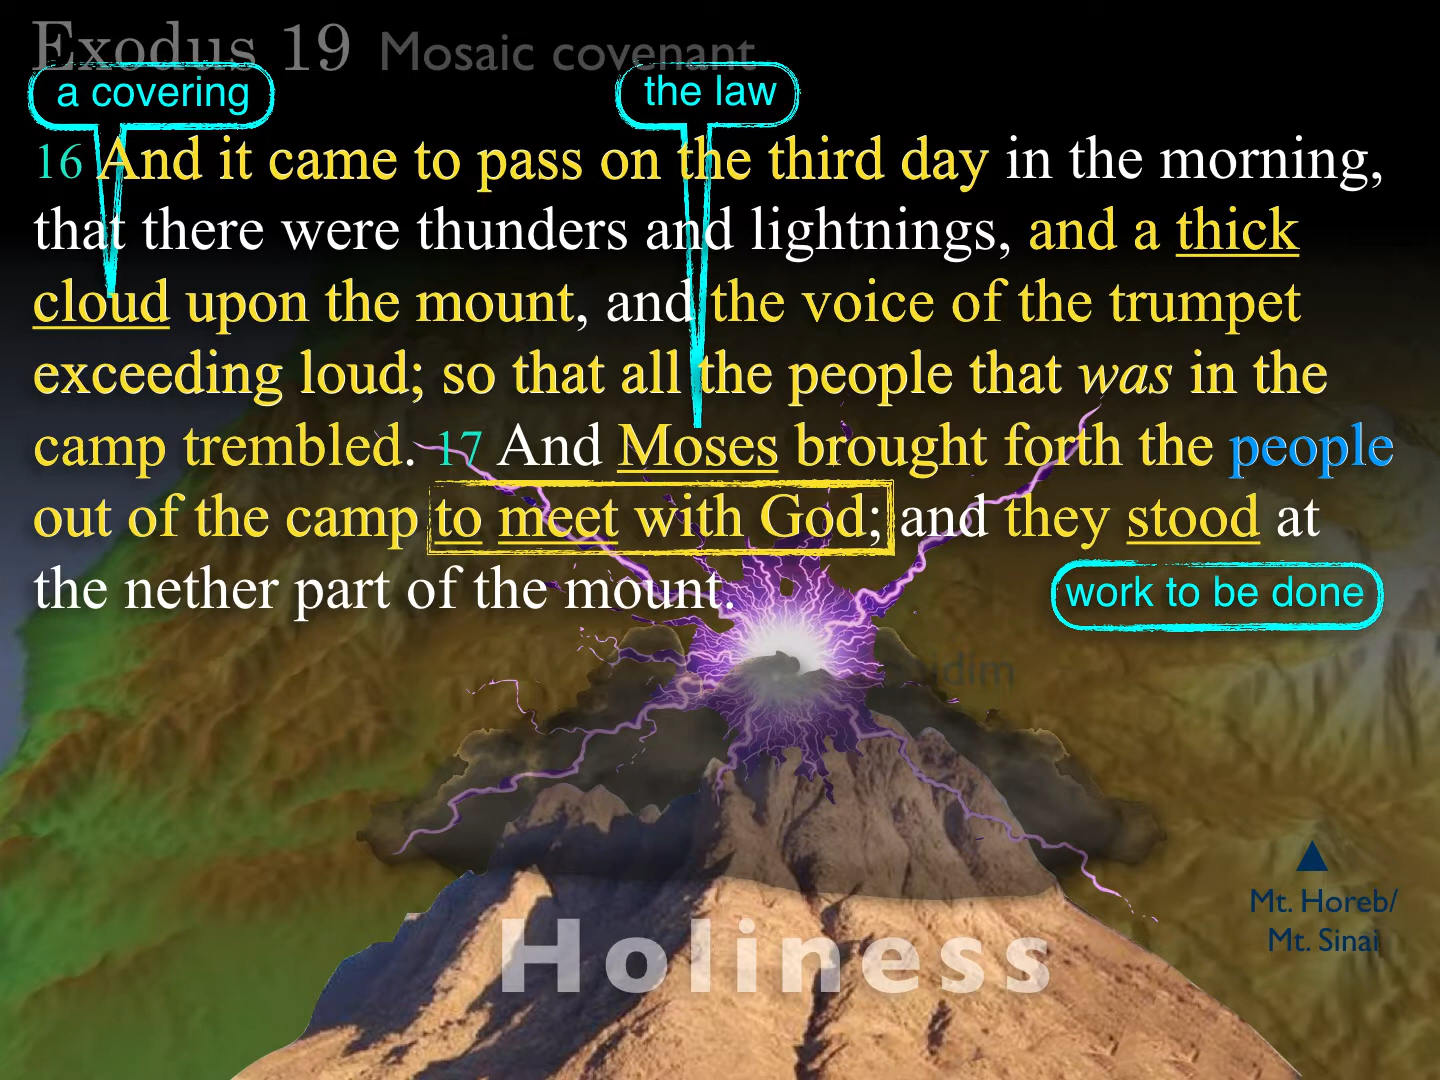 Exodus 19 Mosaic covenant
a covering
the law
16 And it came to pass on the third day in the morning,
that there were thunders and lightnings, and a thick
cloud upon the mount, and the voice of the trumpet
exceeding loud; so that all the people that was in the
camp trembled. 17 And Moses brought forth the people
out of the camp to meet with God; and they stood at
the nether part of the mount.
work to be done
Mt. Horeb/
Mt. Sinai
Holiness